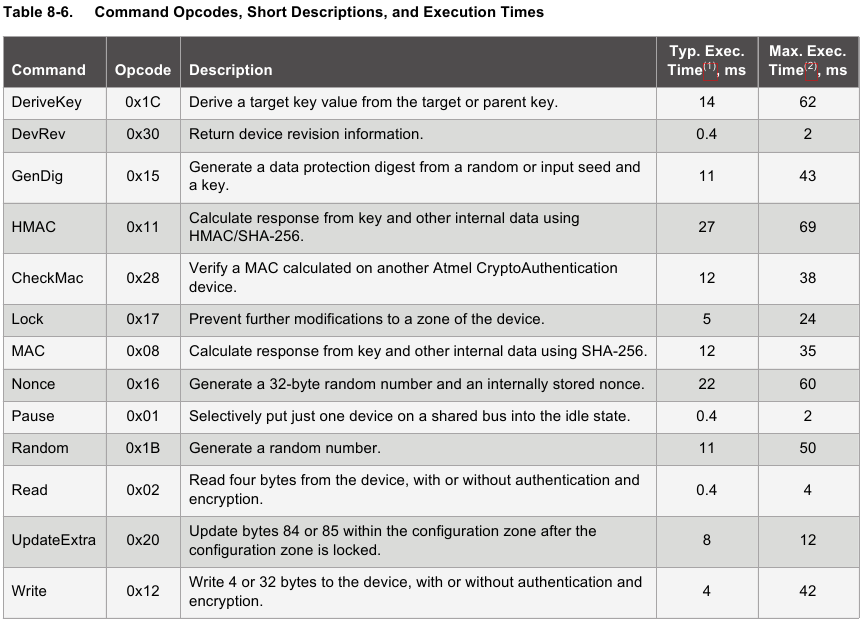 Table 8-6. Command Opcodes, Short Descriptions, and Execution Times
Command Opcode Description Typ. Exec. Time(1), ms Max. Exec. Time(2), ms
DeriveKey 0x1C Derive a target key value from the target or parent key. 14 62
DevRev 0x30 Return device revision information. 0.4 2
GenDig 0x15 Generate a data protection digest from a random or input seed and
a key. 11 43
HMAC 0x11 Calculate response from key and other internal data using
HMAC/SHA-256. 27 69
CheckMac 0x28 Verify a MAC calculated on another Atmel CryptoAuthentication
device. 12 38
Lock 0x17 Prevent further modifications to a zone of the device. 5 24
MAC 0x08 Calculate response from key and other internal data using SHA-256. 12 35
Nonce 0x16 Generate a 32-byte random number and an internally stored nonce. 22 60
Pause 0x01 Selectively put just one device on a shared bus into the idle state. 0.4 2
Random 0x1B Generate a random number. 11 50
Read 0x02 Read four bytes from the device, with or without authentication and
encryption. 0.4 4
UpdateExtra 0x20 Update bytes 84 or 85 within the configuration zone after the
configuration zone is locked. 8 12
Write 0x12 Write 4 or 32 bytes to the device, with or without authentication and
encryption. 4 42